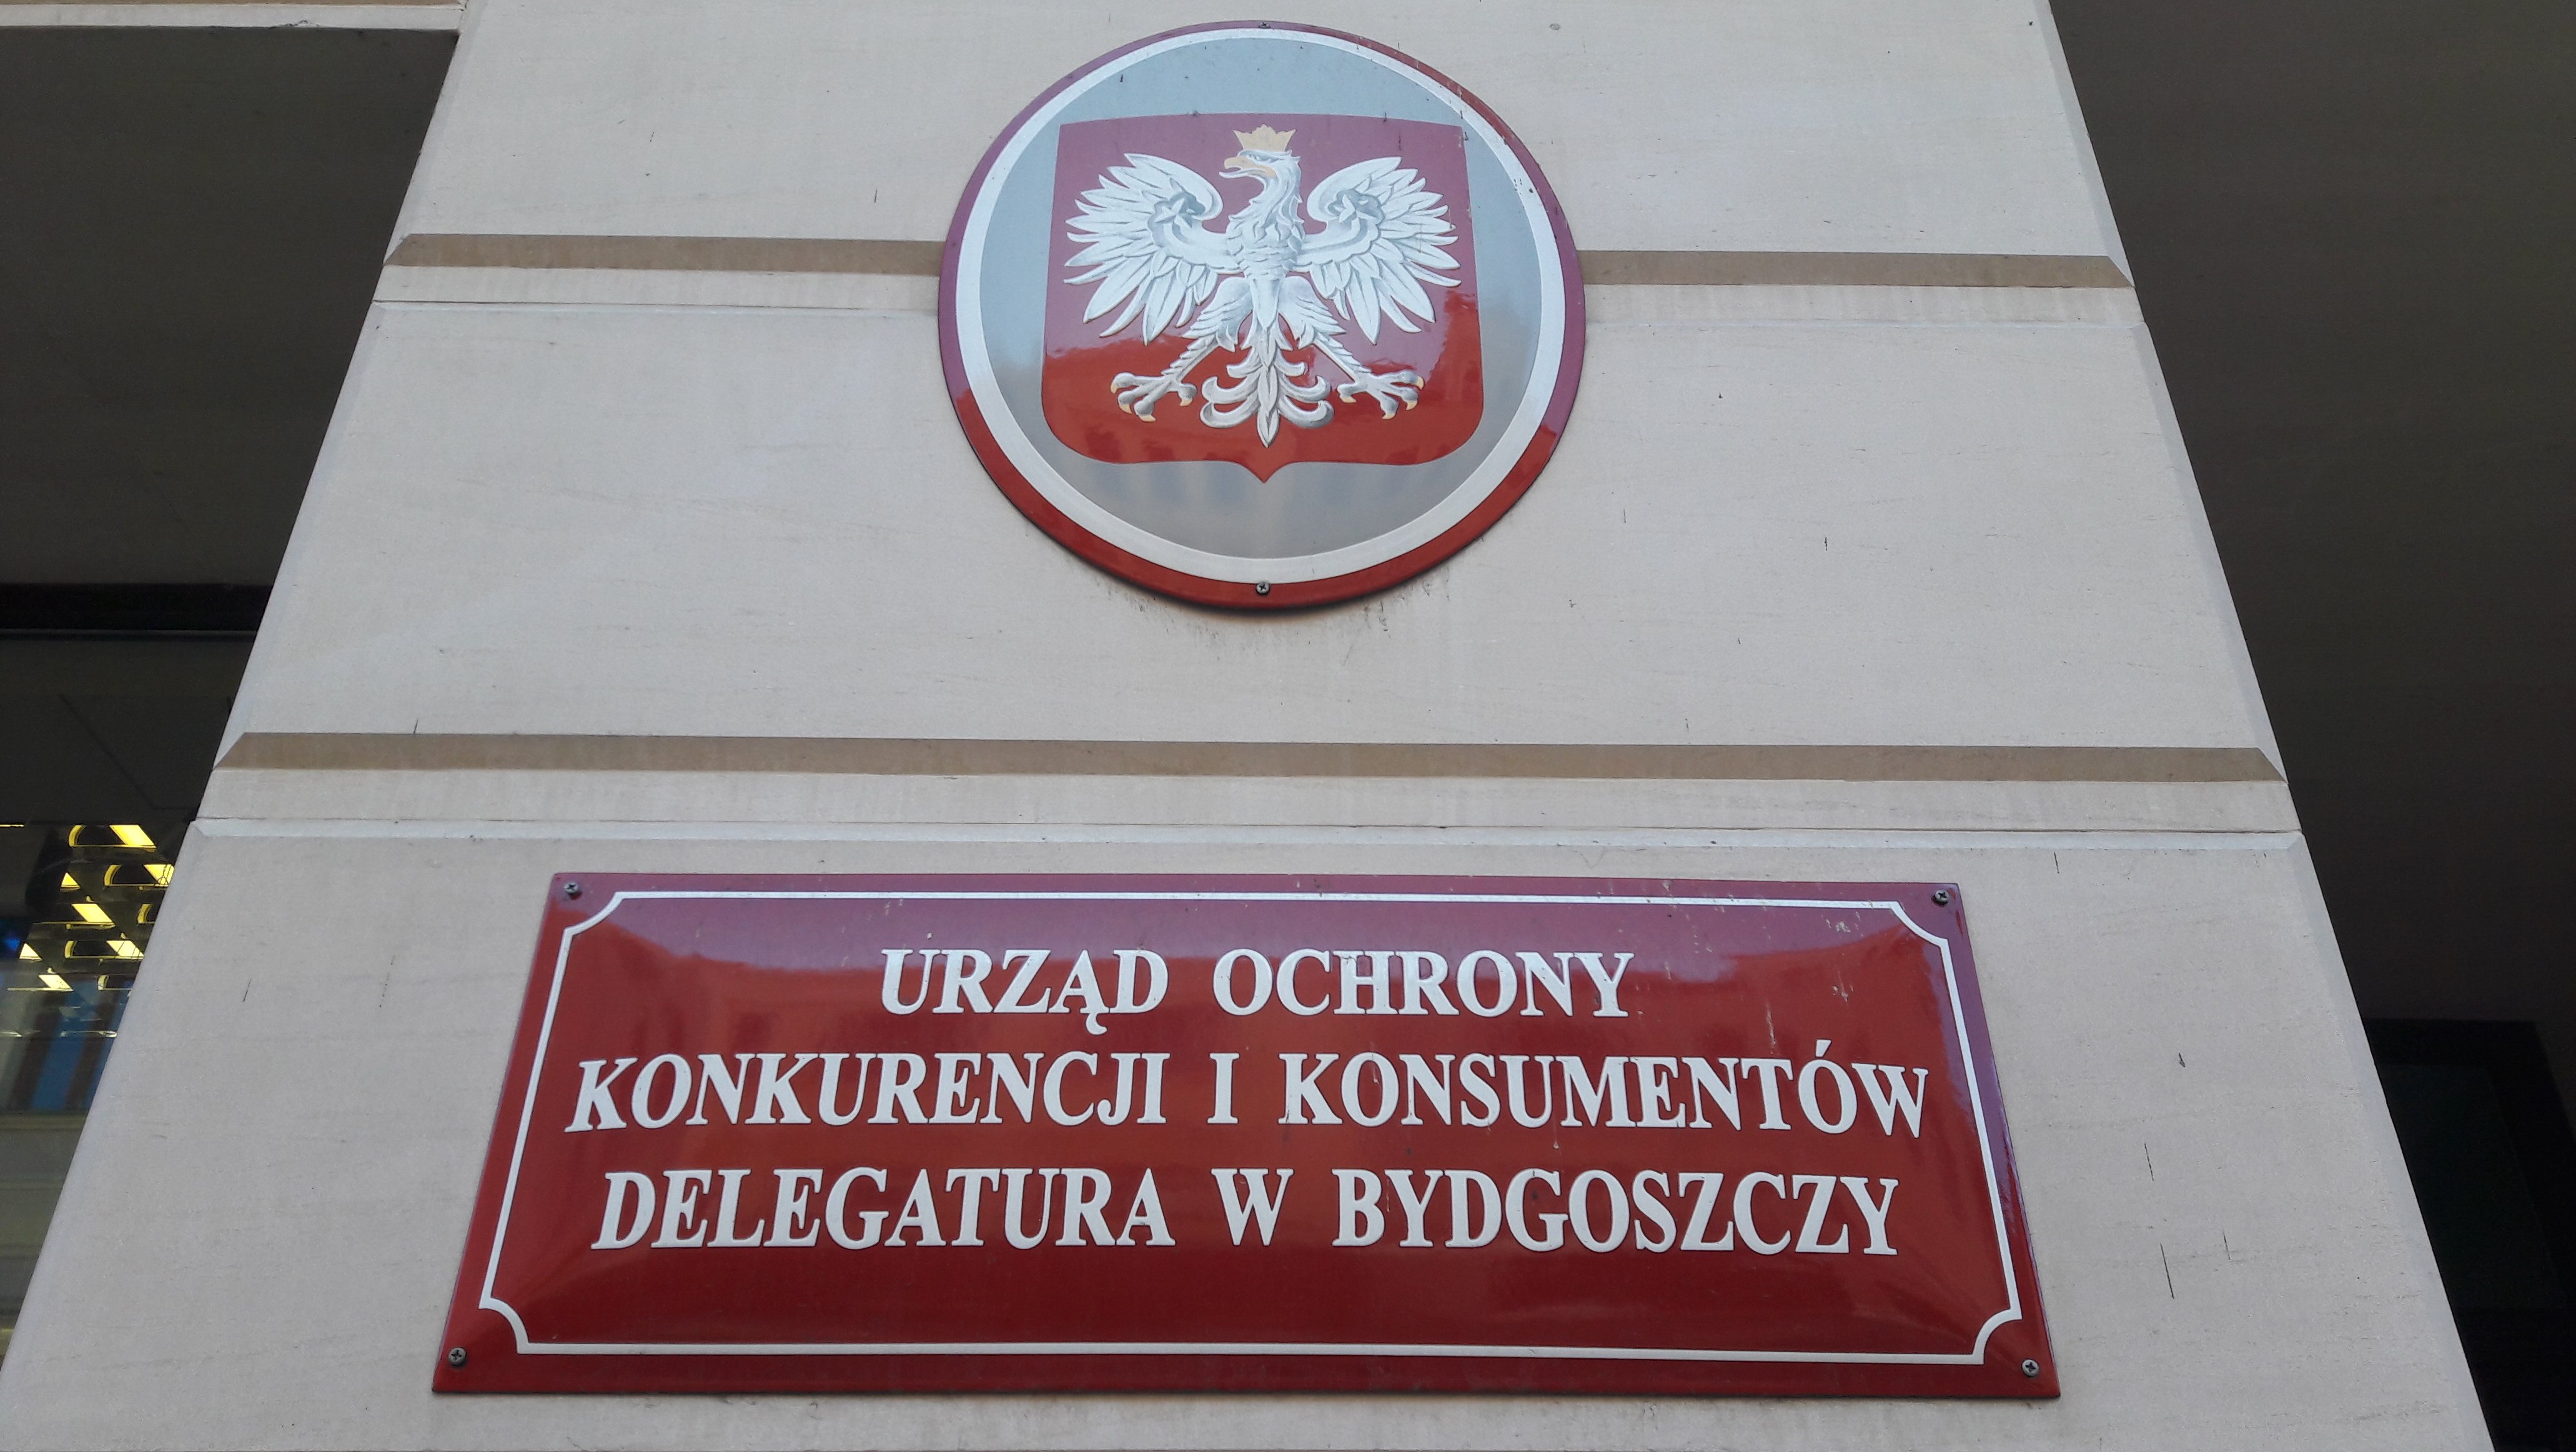 URZĄD OCHRONY
KONKURENCJI I KONSUMENTÓW
DELEGATURA W BYDGOSZCZY